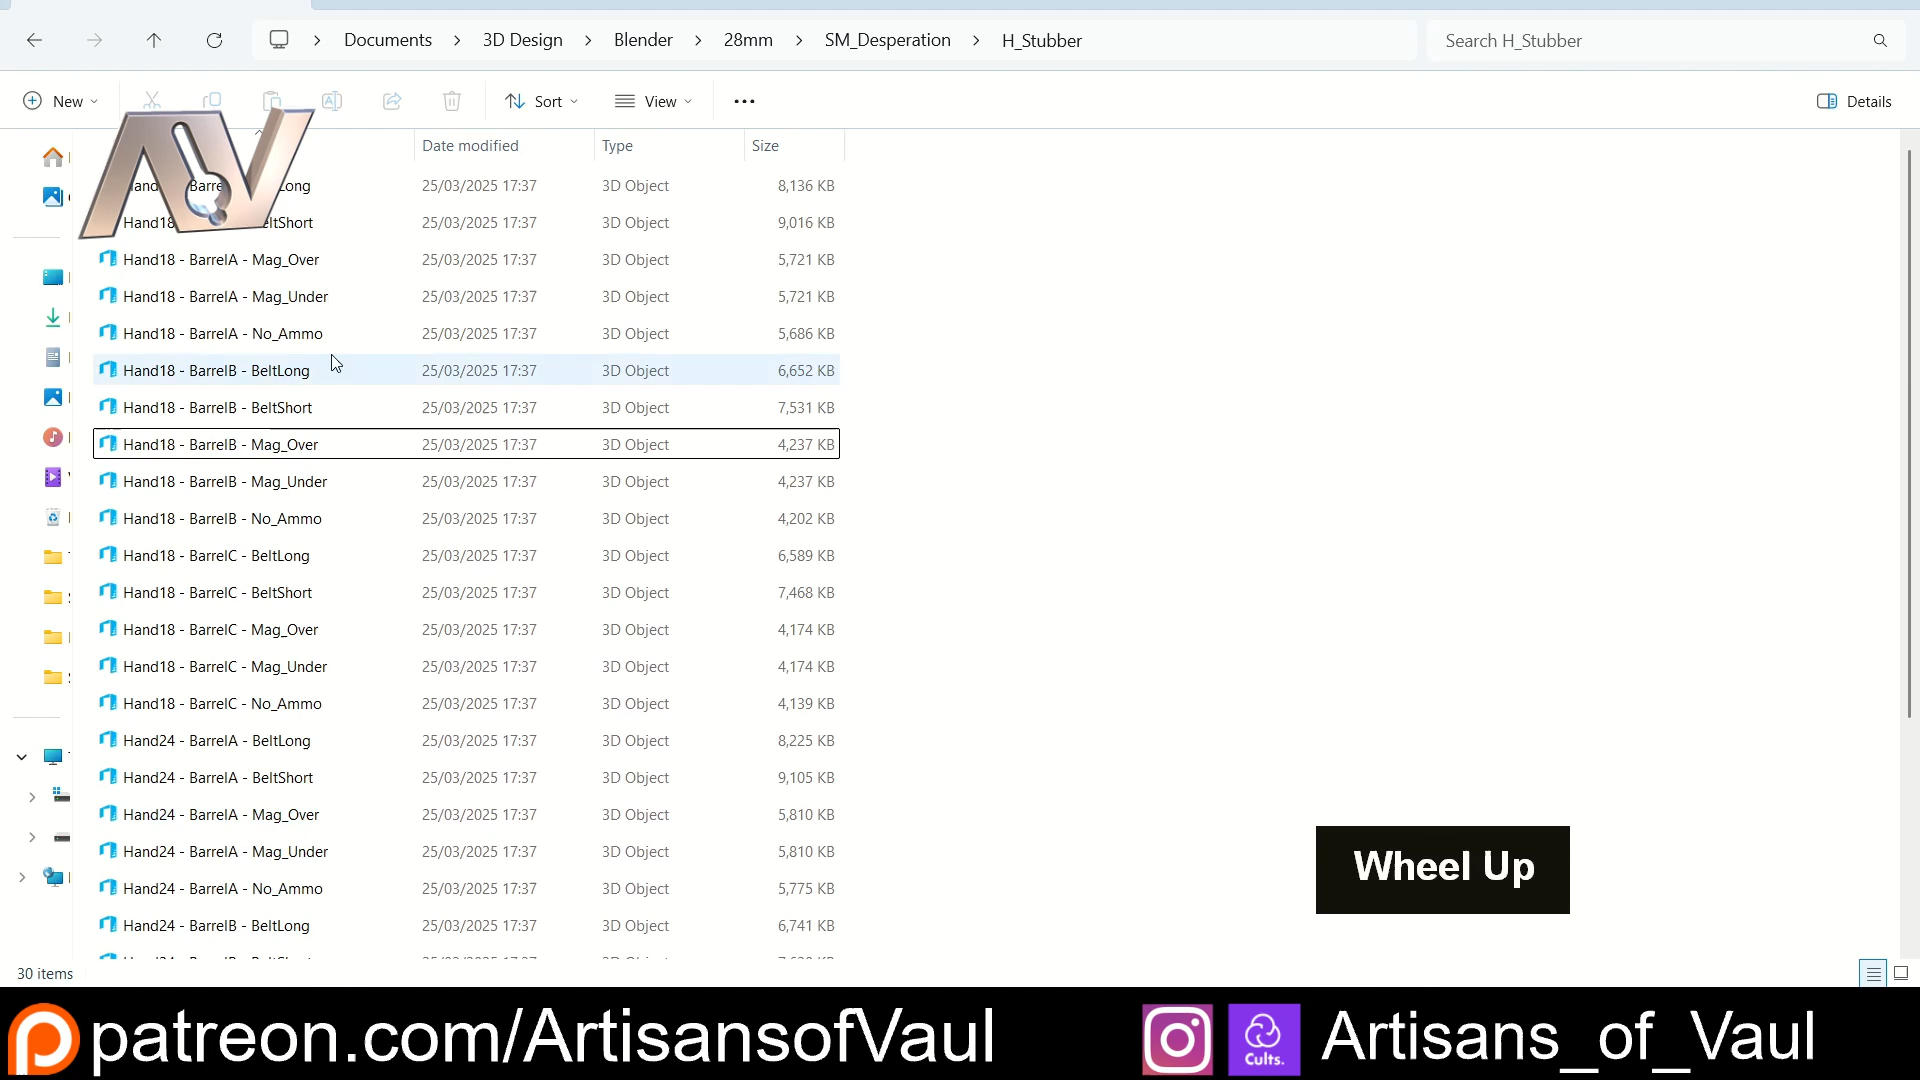 Documents > 3D Design > Blender > 28mm > SM_Desperation > H_Stubber
Search H_Stubber
New Sort View ••• Details
Date modified Type Size
Long 25/03/2025 17:37 3D Object 8,136 KB
Hand18 eltShort 25/03/2025 17:37 3D Object 9,016 KB
Hand18 - BarrelA - Mag_Over 25/03/2025 17:37 3D Object 5,721 KB
Hand18 - BarrelA - Mag_Under 25/03/2025 17:37 3D Object 5,721 KB
Hand18 - BarrelA - No_Ammo 25/03/2025 17:37 3D Object 5,686 KB
Hand18 - BarrelB - BeltLong 25/03/2025 17:37 3D Object 6,652 KB
Hand18 - BarrelB - BeltShort 25/03/2025 17:37 3D Object 7,531 KB
Hand18 - BarrelB - Mag_Over 25/03/2025 17:37 3D Object 4,237 KB
Hand18 - BarrelB - Mag_Under 25/03/2025 17:37 3D Object 4,237 KB
Hand18 - BarrelB - No_Ammo 25/03/2025 17:37 3D Object 4,202 KB
Hand18 - BarrelC - BeltLong 25/03/2025 17:37 3D Object 6,589 KB
Hand18 - BarrelC - BeltShort 25/03/2025 17:37 3D Object 7,468 KB
Hand18 - BarrelC - Mag_Over 25/03/2025 17:37 3D Object 4,174 KB
Hand18 - BarrelC - Mag_Under 25/03/2025 17:37 3D Object 4,174 KB
Hand18 - BarrelC - No_Ammo 25/03/2025 17:37 3D Object 4,139 KB
Hand24 - BarrelA - BeltLong 25/03/2025 17:37 3D Object 8,225 KB
Hand24 - BarrelA - BeltShort 25/03/2025 17:37 3D Object 9,105 KB
Hand24 - BarrelA - Mag_Over 25/03/2025 17:37 3D Object 5,810 KB
Hand24 - BarrelA - Mag_Under 25/03/2025 17:37 3D Object 5,810 KB
Hand24 - BarrelA - No_Ammo 25/03/2025 17:37 3D Object 5,775 KB
Hand24 - BarrelB - BeltLong 25/03/2025 17:37 3D Object 6,741 KB
Wheel Up
30 items
patreon.com/ArtisansofVaul
Cults.
Artisans_of_Vaul